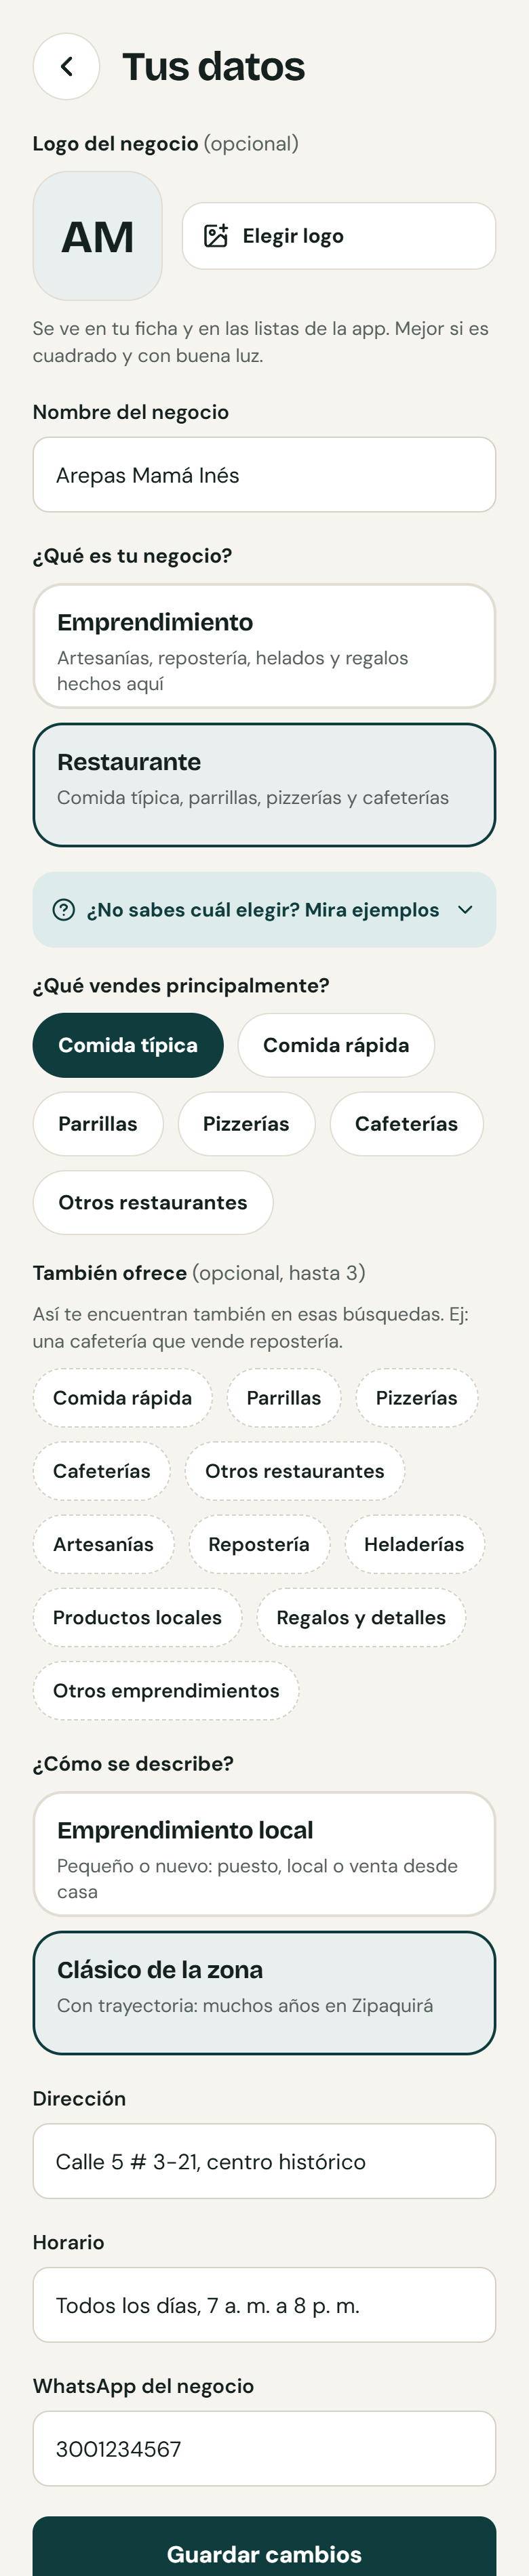 Tus datos
Logo del negocio (opcional)
AM
Elegir logo
Se ve en tu ficha y en las listas de la app. Mejor si es
cuadrado y con buena luz.
Nombre del negocio
Arepas Mamá Inés
¿Qué es tu negocio?
Emprendimiento
Artesanías, repostería, helados y regalos
hechos aquí
Restaurante
Comida típica, parrillas, pizzerías y cafeterías
¿No sabes cuál elegir? Mira ejemplos
¿Qué vendes principalmente?
Comida típica Comida rápida
Parrillas Pizzerías Cafeterías
Otros restaurantes
También ofrece (opcional, hasta 3)
Así te encuentran también en esas búsquedas. Ej:
una cafetería que vende repostería.
Comida rápida Parrillas Pizzerías
Cafeterías Otros restaurantes
Artesanías Repostería Heladerías
Productos locales Regalos y detalles
Otros emprendimientos
¿Cómo se describe?
Emprendimiento local
Pequeño o nuevo: puesto, local o venta desde
casa
Clásico de la zona
Con trayectoria: muchos años en Zipaquirá
Dirección
Calle 5 # 3-21, centro histórico
Horario
Todos los días, 7 a. m. a 8 p. m.
WhatsApp del negocio
3001234567
Guardar cambios